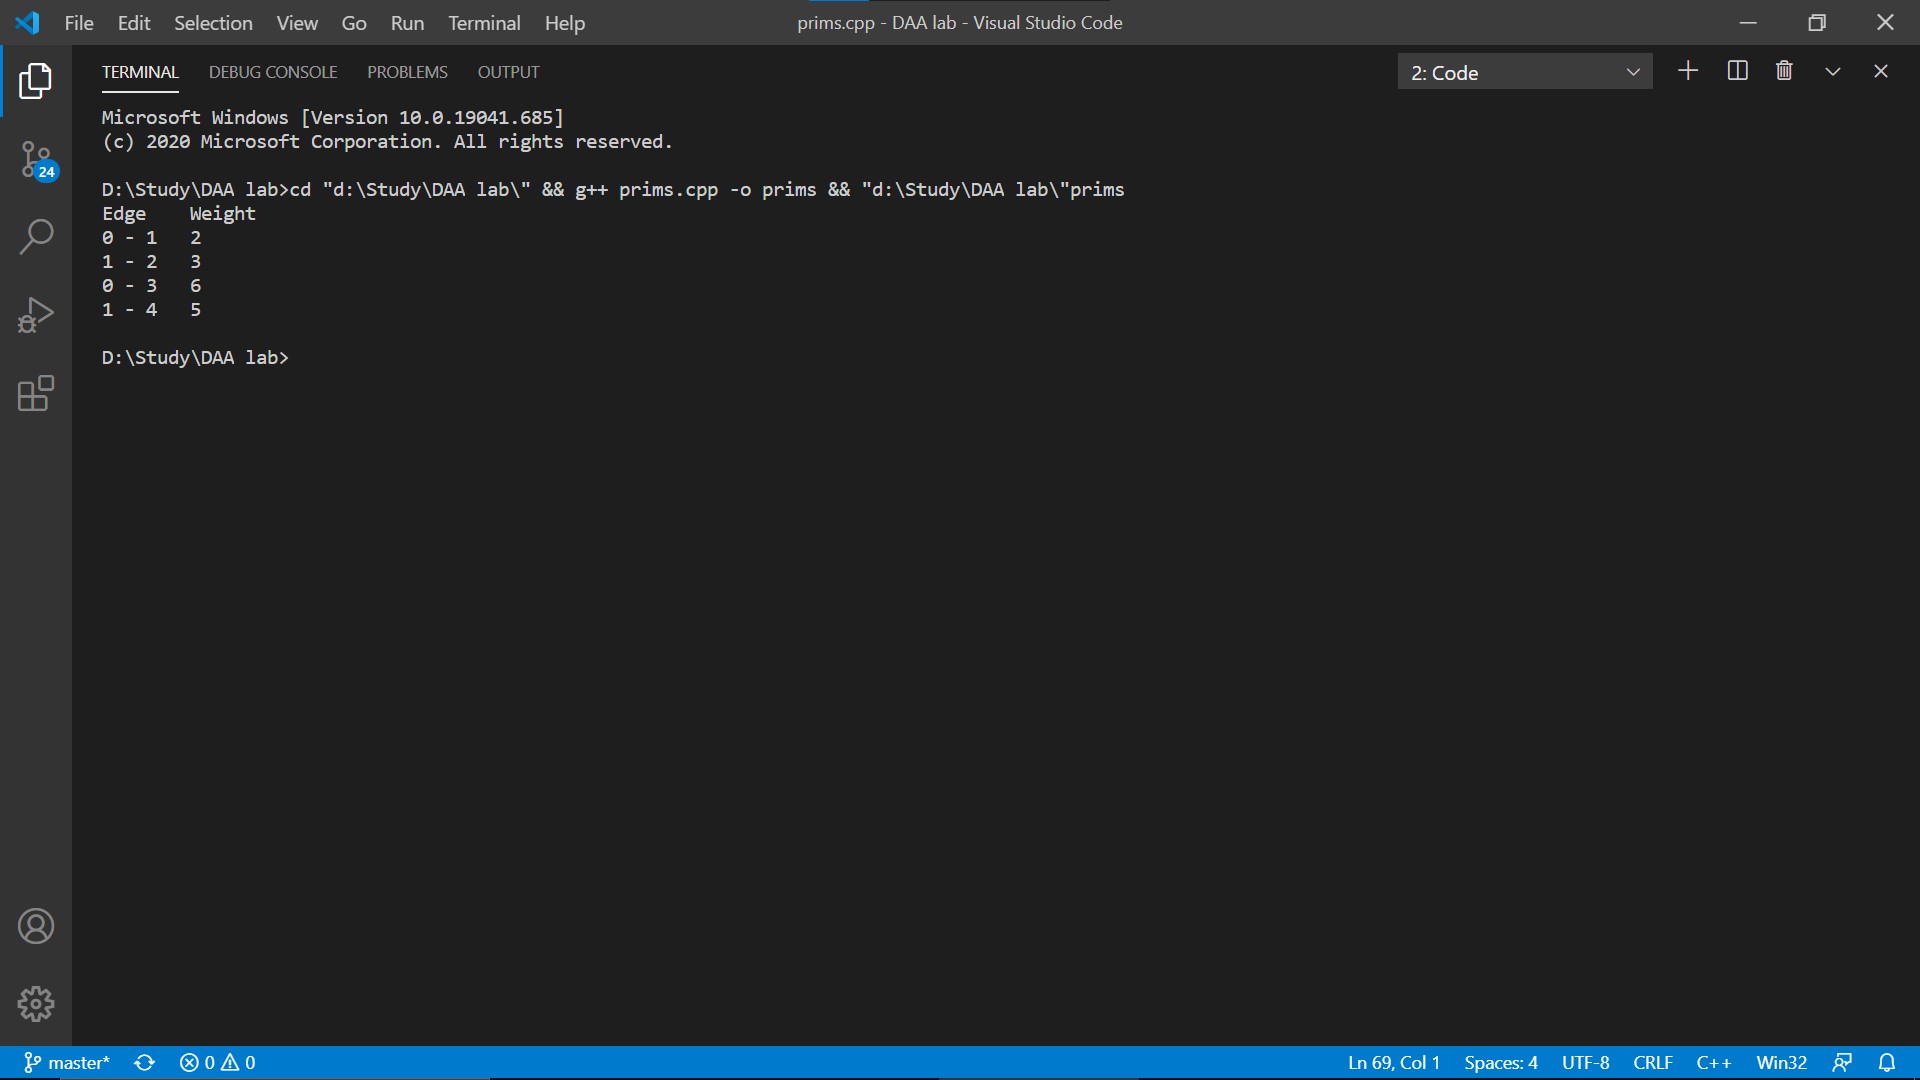 File Edit Selection View Go Run Terminal Help prims.cpp - DAA lab - Visual Studio Code
TERMINAL DEBUG CONSOLE PROBLEMS OUTPUT 2: Code
Microsoft Windows [Version 10.0.19041.685]
(c) 2020 Microsoft Corporation. All rights reserved.
24
D:\Study\DAA lab>cd "d:\Study\DAA lab\" && g++ prims.cpp -o prims && "d:\Study\DAA lab\"prims
Edge    Weight
0 - 1   2
1 - 2   3
0 - 3   6
1 - 4   5
D:\Study\DAA lab>
master* 0 0 Ln 69, Col 1 Spaces: 4 UTF-8 CRLF C++ Win32